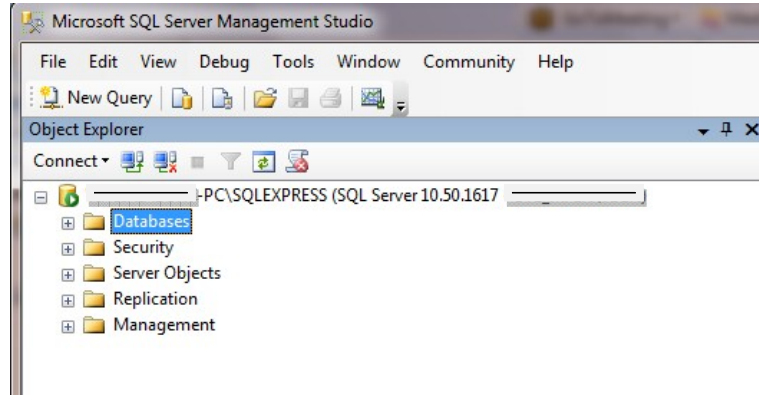 Microsoft SQL Server Management Studio
File Edit View Debug Tools Window Community Help
New Query
Object Explorer
Connect
-PC\SQLEXPRESS (SQL Server 10.50.1617
Databases
Security
Server Objects
Replication
Management